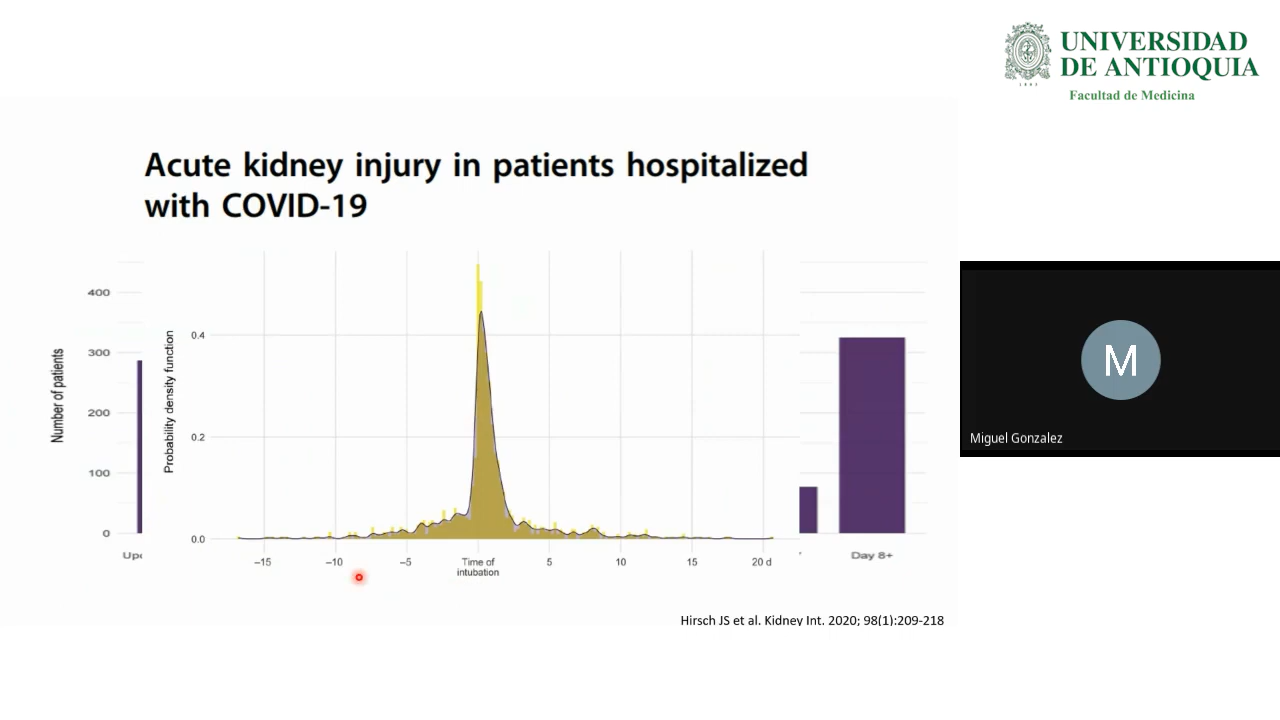 UNIVERSIDAD
DE ANTIOQUIA
1803
Facultad de Medicina
Acute kidney injury in patients hospitalized
with COVID-19
400
300
200
100
0
Number of patients
Probability density function
0.4
0.2
0.0
−15
−10
−5
Time of
intubation
5
10
15
20 d
Day 8+
Hirsch JS et al. Kidney Int. 2020; 98(1):209-218
M
Miguel Gonzalez